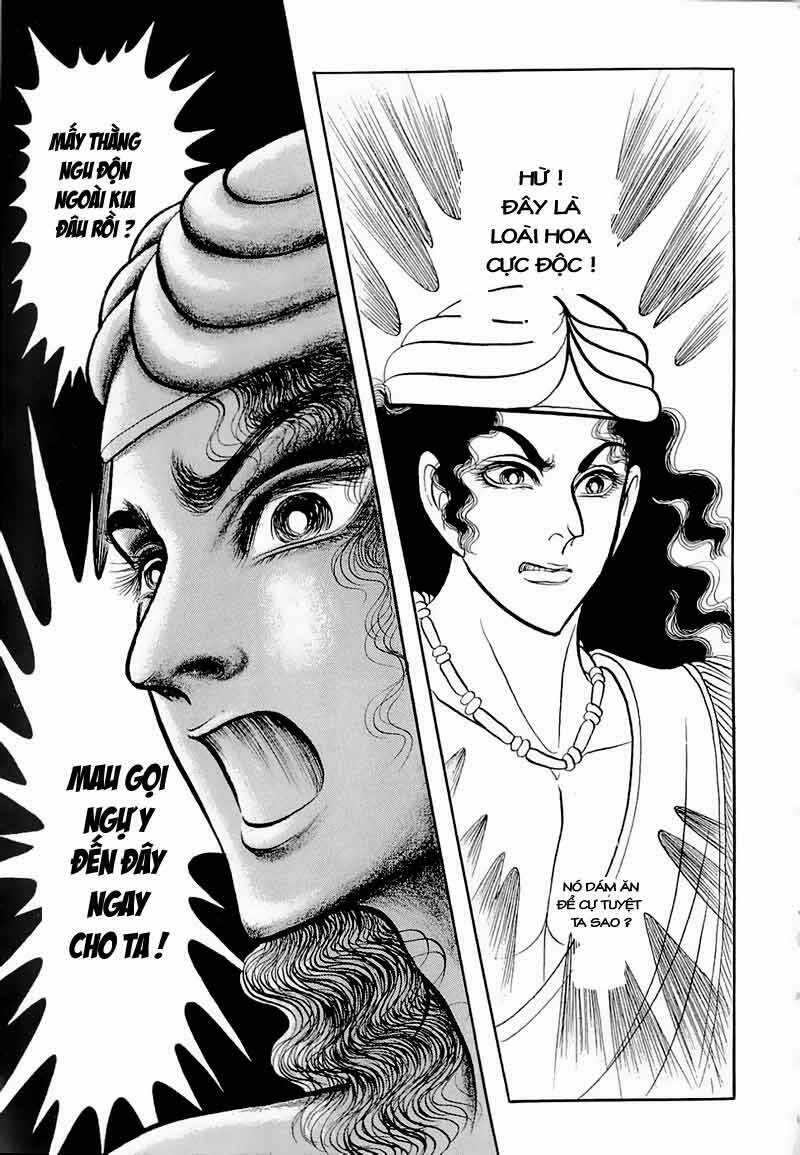 HỪ !
ĐÂY LÀ
LOÀI HOA
CỰC ĐỘC !
NÓ DÁM ĂN
ĐỂ CỰ TUYỆT
TA SAO ?
MẤY THẰNG
NGU ĐỘN
NGOÀI KIA
ĐÂU RỒI ?
MAU GỌI
NGỰ Y
ĐẾN ĐÂY
NGAY
CHO TA !